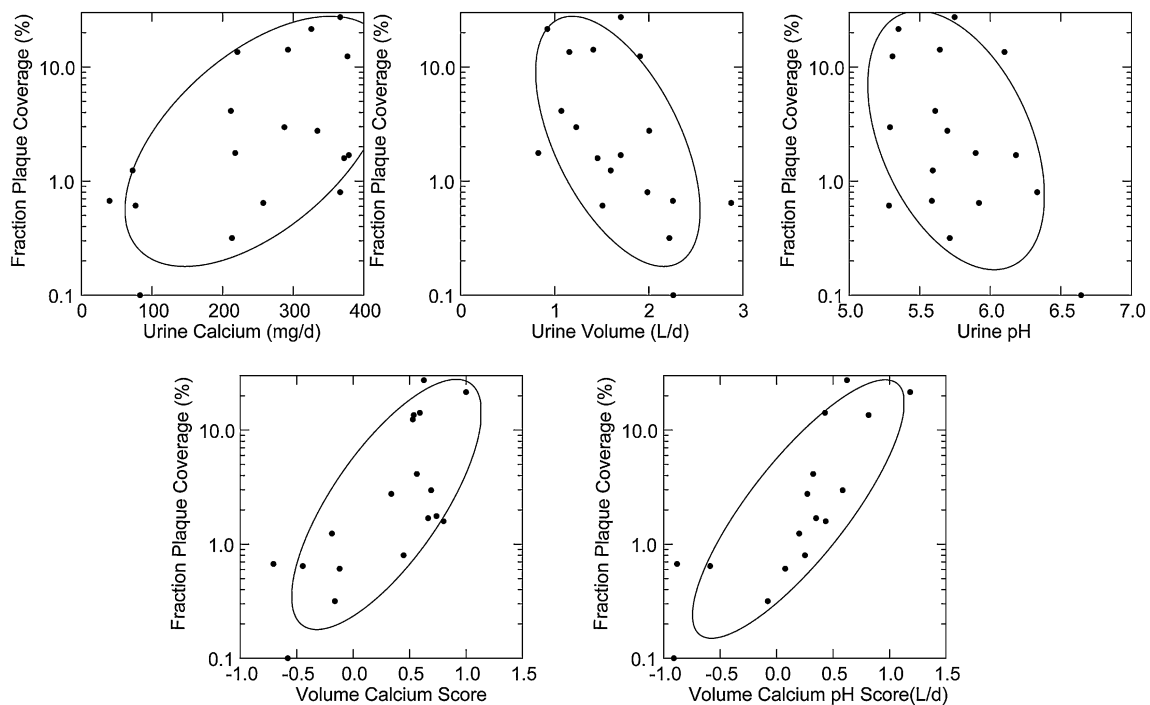 Fraction Plaque Coverage (%)
10.0
1.0
0.1
0 100 200 300 400
Urine Calcium (mg/d)
Fraction Plaque Coverage (%)
10.0
1.0
0.1
1 2 3
Urine Volume (L/d)
Fraction Plaque Coverage (%)
10.0
1.0
0.1
5.0 5.5 6.0 6.5 7.0
Urine pH
Fraction Plaque Coverage (%)
10.0
1.0
0.1
-1.0 -0.5 0.0 0.5 1.0 1.5
Volume Calcium Score
Fraction Plaque Coverage (%)
10.0
1.0
0.1
-1.0 -0.5 0.0 0.5 1.0 1.5
Volume Calcium pH Score(L/d)